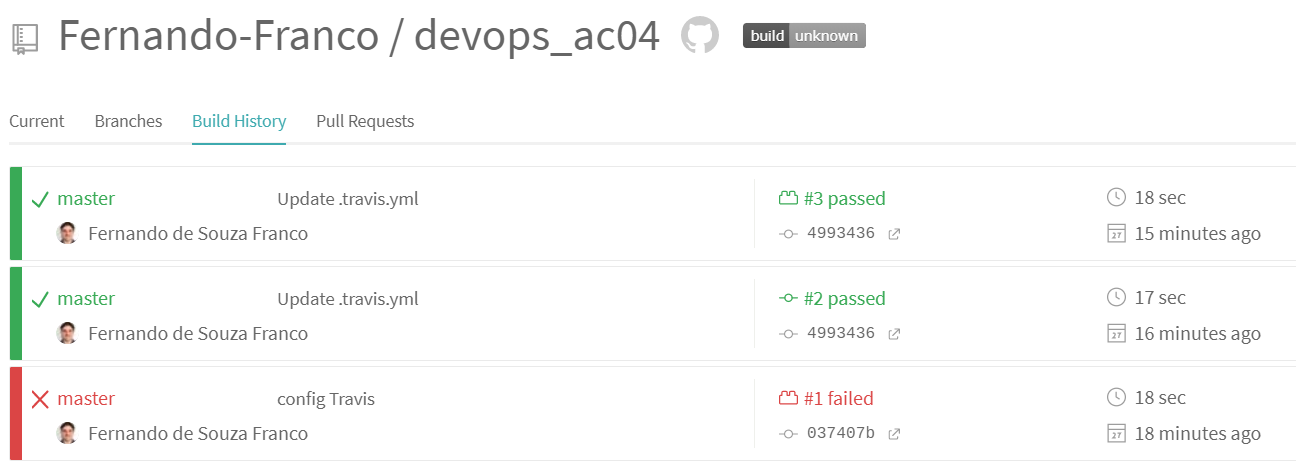 Fernando-Franco / devops_ac04 build unknown
Current Branches Build History Pull Requests
master Update .travis.yml #3 passed 18 sec
Fernando de Souza Franco 4993436 27 15 minutes ago
master Update .travis.yml #2 passed 17 sec
Fernando de Souza Franco 4993436 27 16 minutes ago
master config Travis #1 failed 18 sec
Fernando de Souza Franco 037407b 27 18 minutes ago